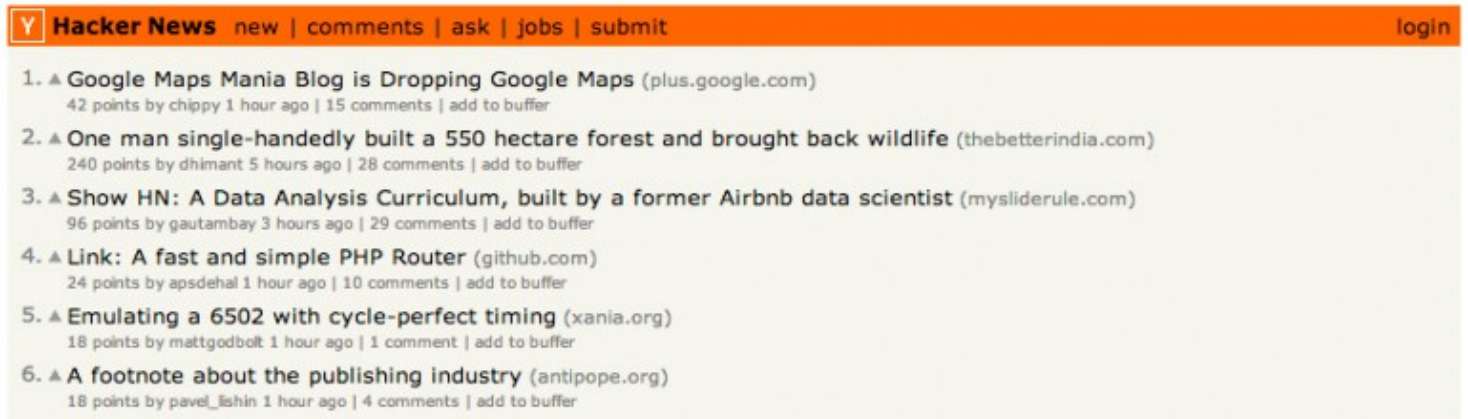 Y Hacker News new | comments | ask | jobs | submit login
1. ▲ Google Maps Mania Blog is Dropping Google Maps (plus.google.com)
42 points by chippy 1 hour ago | 15 comments | add to buffer
2. ▲ One man single-handedly built a 550 hectare forest and brought back wildlife (thebetterindia.com)
240 points by dhimant 5 hours ago | 28 comments | add to buffer
3. ▲ Show HN: A Data Analysis Curriculum, built by a former Airbnb data scientist (mysliderule.com)
96 points by gautambay 3 hours ago | 29 comments | add to buffer
4. ▲ Link: A fast and simple PHP Router (github.com)
24 points by apsdehal 1 hour ago | 10 comments | add to buffer
5. ▲ Emulating a 6502 with cycle-perfect timing (xania.org)
18 points by mattgodbolt 1 hour ago | 1 comment | add to buffer
6. ▲ A footnote about the publishing industry (antipope.org)
18 points by pavel_lishin 1 hour ago | 4 comments | add to buffer